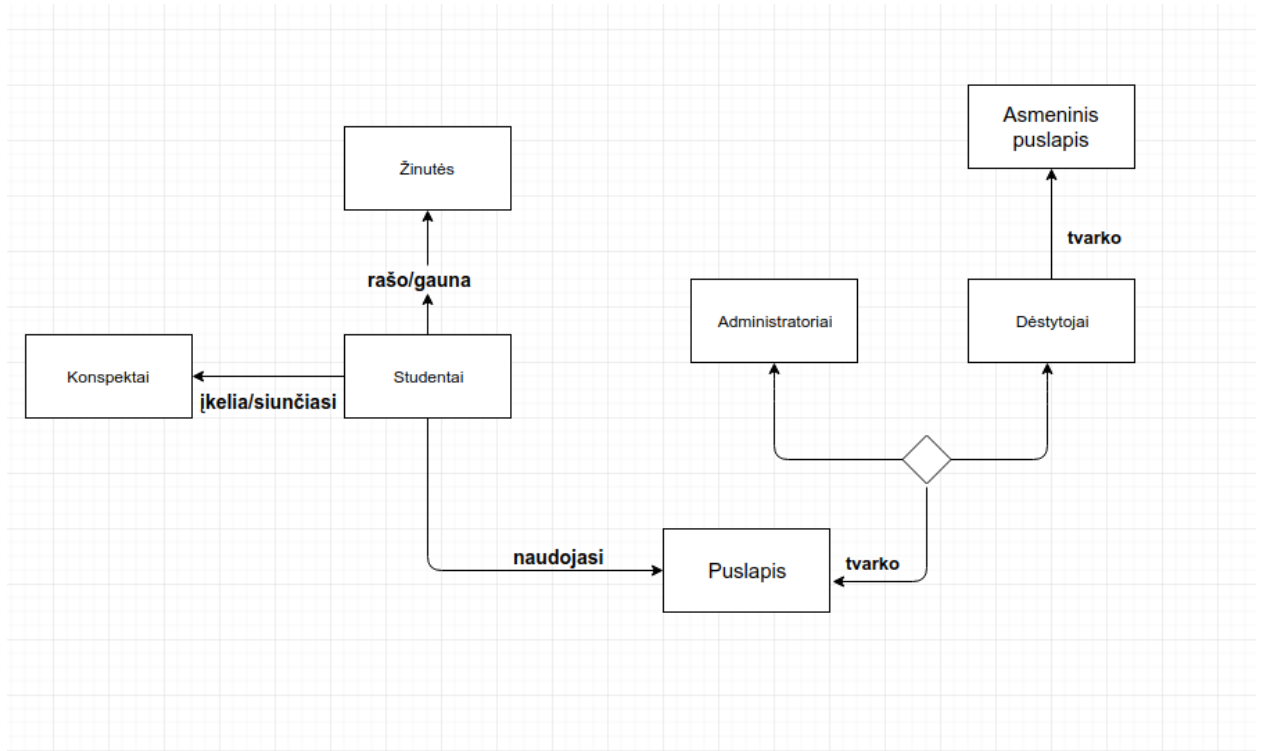 Asmeninis
puslapis
Žinutės
tvarko
rašo/gauna
Administratoriai
Dėstytojai
Konspektai
Studentai
įkelia/siunčiasi
naudojasi
Puslapis
tvarko